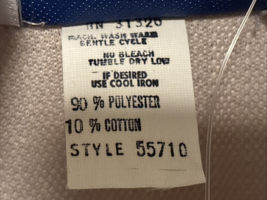 RN 31320
MACH. WASH WARM
GENTLE CYCLE
NO BLEACH
TUMBLE DRY LOW
IF DESIRED
USE COOL IRON
90 % POLYESTER
10 % COTTON
STYLE 55710